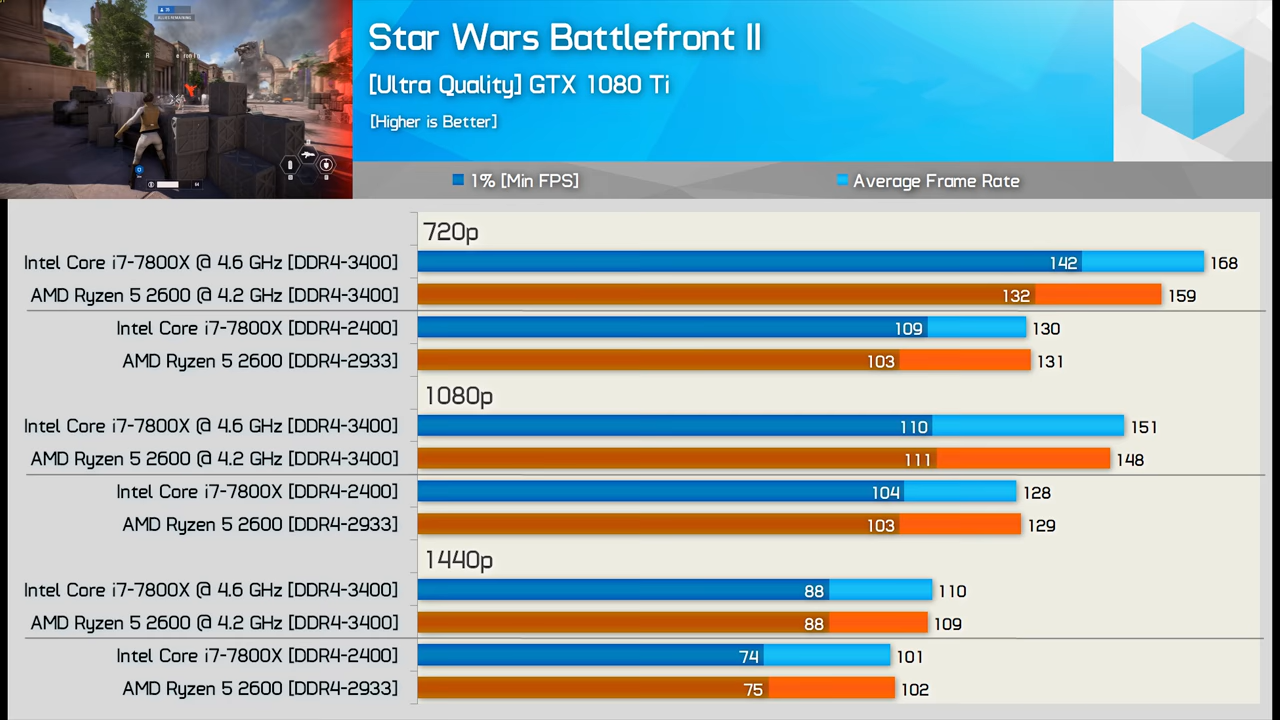 Star Wars Battlefront II
[Ultra Quality] GTX 1080 Ti
[Higher is Better]
1% [Min FPS]
Average Frame Rate
720p
Intel Core i7-7800X @ 4.6 GHz [DDR4-3400] 142 168
AMD Ryzen 5 2600 @ 4.2 GHz [DDR4-3400] 132 159
Intel Core i7-7800X [DDR4-2400] 109 130
AMD Ryzen 5 2600 [DDR4-2933] 103 131
1080p
Intel Core i7-7800X @ 4.6 GHz [DDR4-3400] 110 151
AMD Ryzen 5 2600 @ 4.2 GHz [DDR4-3400] 111 148
Intel Core i7-7800X [DDR4-2400] 104 128
AMD Ryzen 5 2600 [DDR4-2933] 103 129
1440p
Intel Core i7-7800X @ 4.6 GHz [DDR4-3400] 88 110
AMD Ryzen 5 2600 @ 4.2 GHz [DDR4-3400] 88 109
Intel Core i7-7800X [DDR4-2400] 74 101
AMD Ryzen 5 2600 [DDR4-2933] 75 102